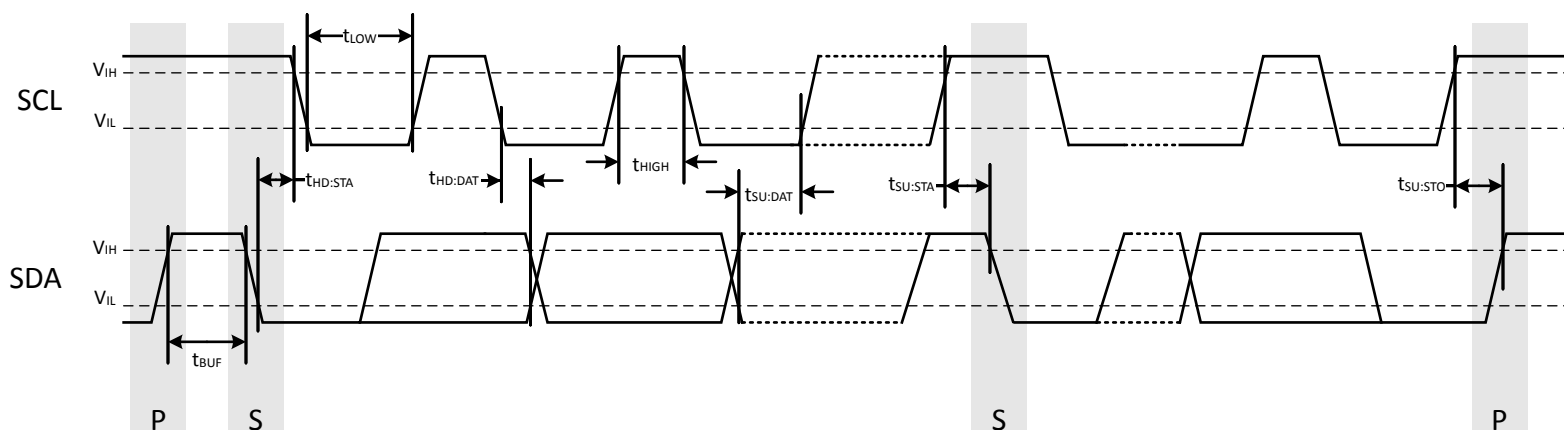 tLOW
VIH
SCL
VIL
tHD:STA
tHD:DAT
tHIGH
tSU:DAT
tSU:STA
tSU:STO
VIH
SDA
VIL
tBUF
P
S
S
P